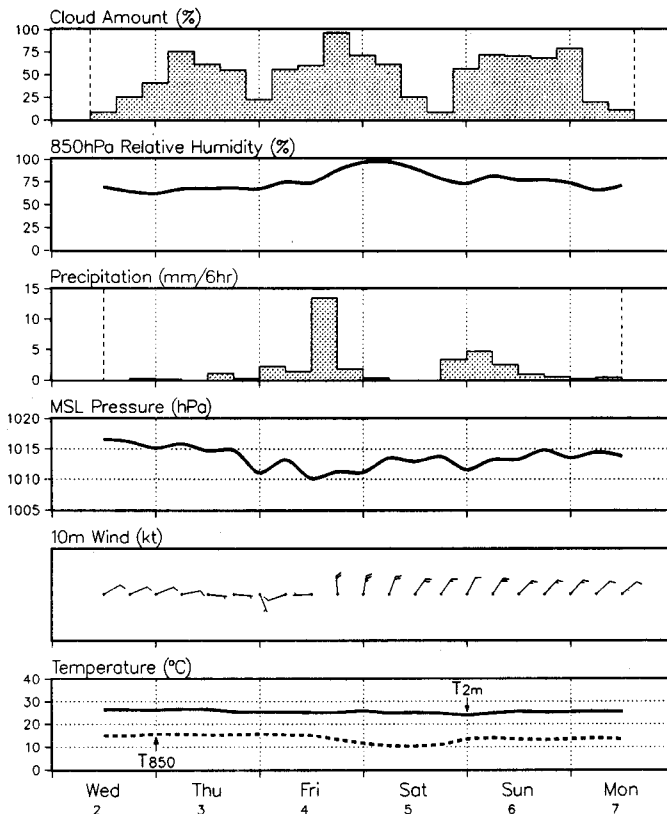 Cloud Amount (%)
100
75
50
25
0
850hPa Relative Humidity (%)
100
75
50
25
0
Precipitation (mm/6hr)
15
10
5
0
MSL Pressure (hPa)
1020
1015
1010
1005
10m Wind (kt)
Temperature (°C)
40
30
20
10
0
T2m
T850
Wed Thu Fri Sat Sun Mon
2 3 4 5 6 7